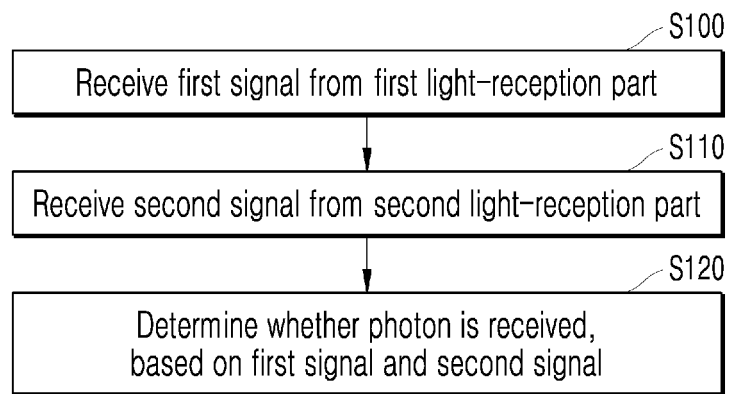 S100
Receive first signal from first light-reception part
S110
Receive second signal from second light-reception part
S120
Determine whether photon is received,
based on first signal and second signal